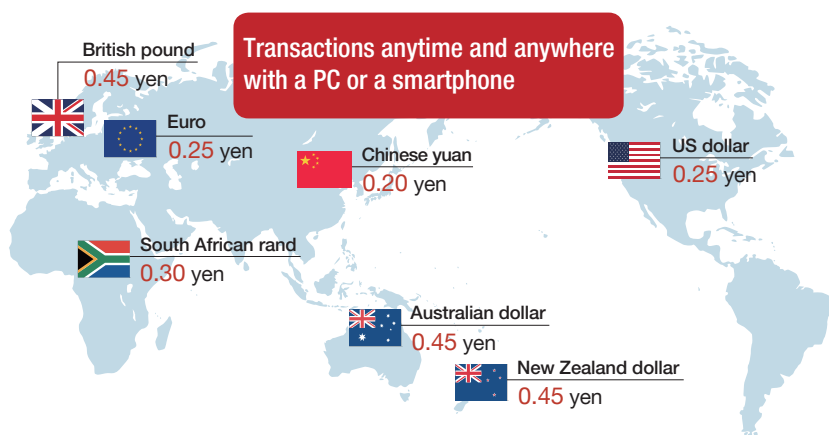 Transactions anytime and anywhere
with a PC or a smartphone
British pound
0.45 yen
Euro
0.25 yen
Chinese yuan
0.20 yen
US dollar
0.25 yen
South African rand
0.30 yen
Australian dollar
0.45 yen
New Zealand dollar
0.45 yen